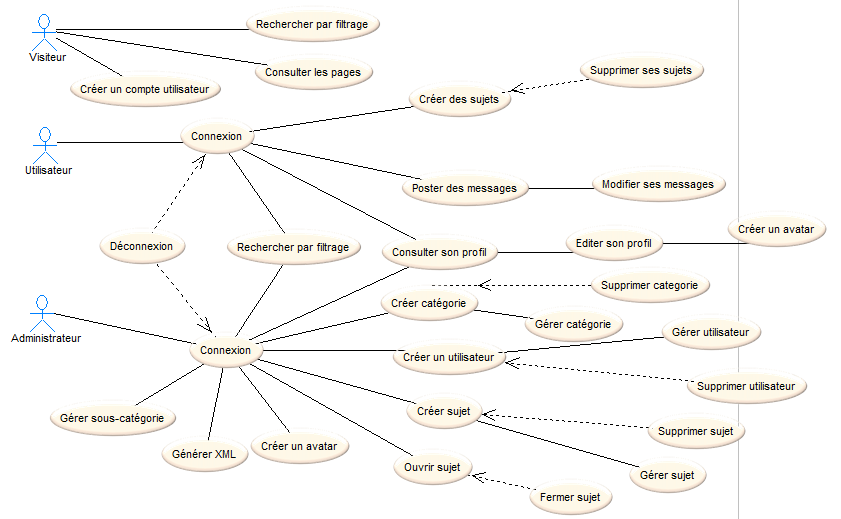 Rechercher par filtrage
Visiteur
Consulter les pages
Supprimer ses sujets
Créer un compte utilisateur
Créer des sujets
Connexion
Utilisateur
Poster des messages
Modifier ses messages
Créer un avatar
Déconnexion
Rechercher par filtrage
Consulter son profil
Editer son profil
Supprimer categorie
Créer catégorie
Gérer catégorie
Administrateur
Gérer utilisateur
Connexion
Créer un utilisateur
Supprimer utilisateur
Gérer sous-catégorie
Créer sujet
Supprimer sujet
Générer XML
Créer un avatar
Ouvrir sujet
Gérer sujet
Fermer sujet